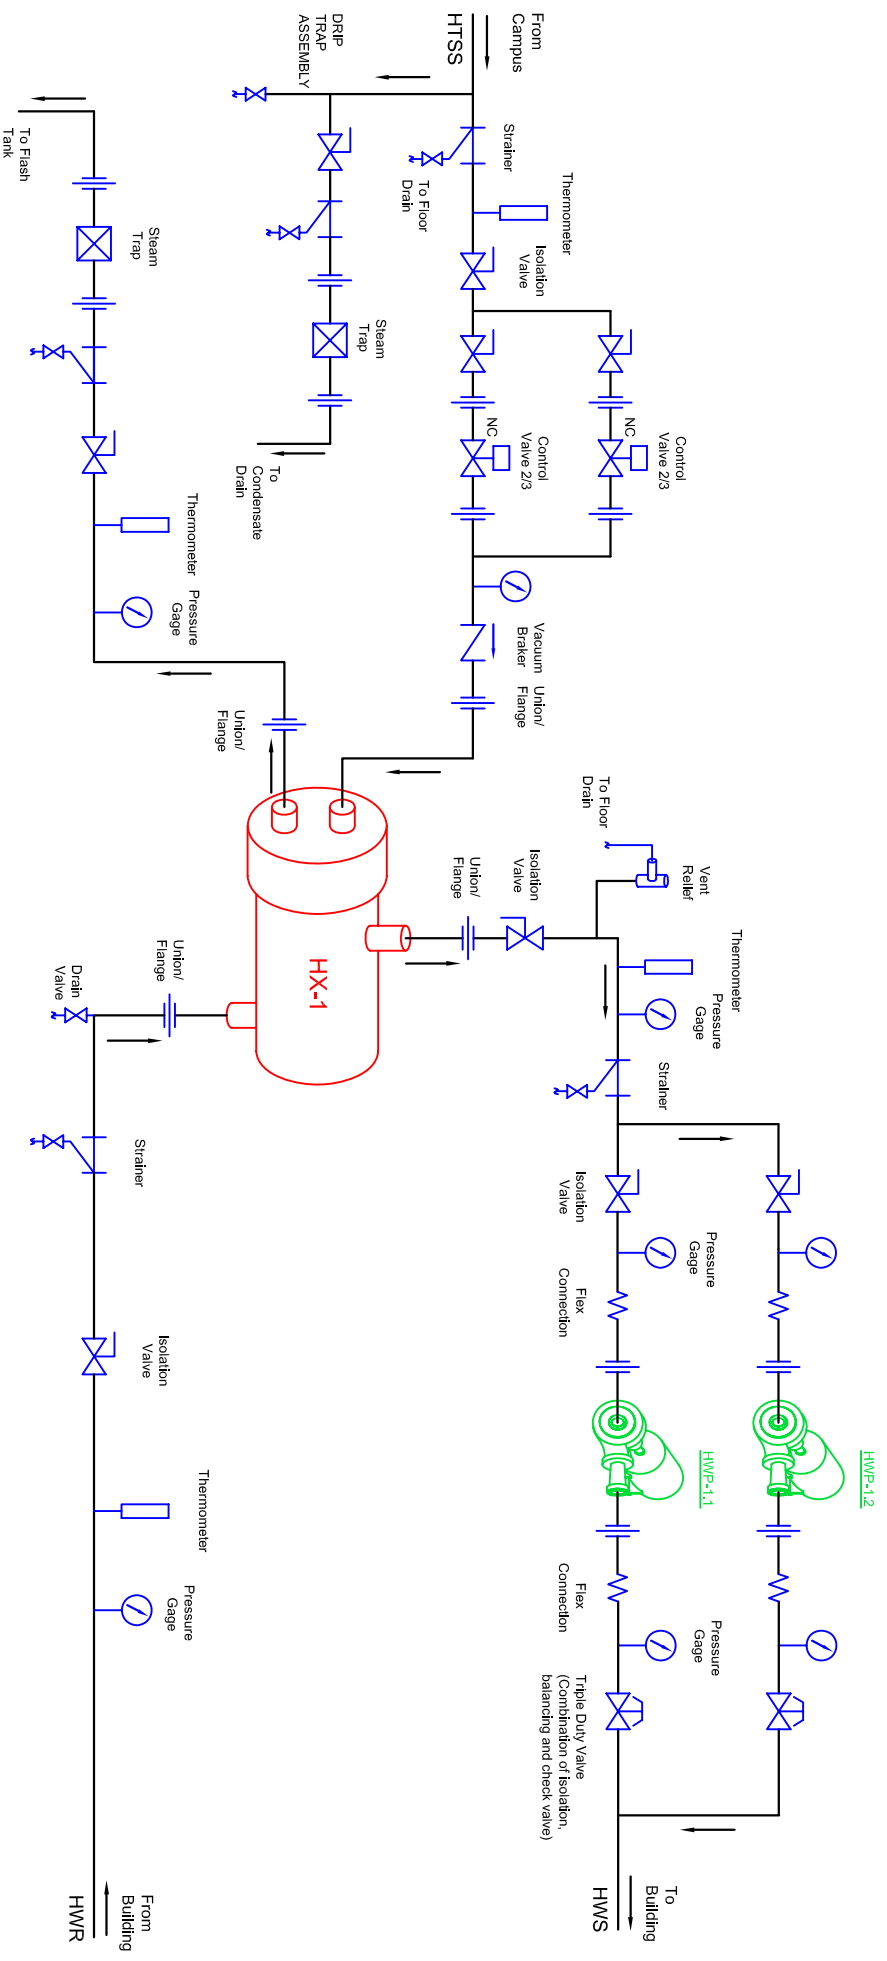 HWP-1.2
HWP-1.1
Control
Valve 2/3
NC
Control
Valve 2/3
NC
Thermometer
Isolation
Valve
Strainer
From
Campus
HTSS
To Floor
Drain
Vacuum
Braker
Union/
Flange
DRIP
TRAP
ASSEMBLY
Steam
Trap
To
Condensate
Drain
Vent
Relief
To Floor
Drain
Thermometer
Pressure
Gage
Strainer
Isolation
Valve
Union/
Flange
Isolation
Valve
Pressure
Gage
Flex
Connection
Flex
Connection
Pressure
Gage
Triple Duty Valve
(Combination of isolation,
balancing and check valve)
To
Building
HWS
HX-1
Union/
Flange
Thermometer
Pressure
Gage
Steam
Trap
To Flash
Tank
Union/
Flange
Drain
Valve
Strainer
Isolation
Valve
Thermometer
Pressure
Gage
From
Building
HWR